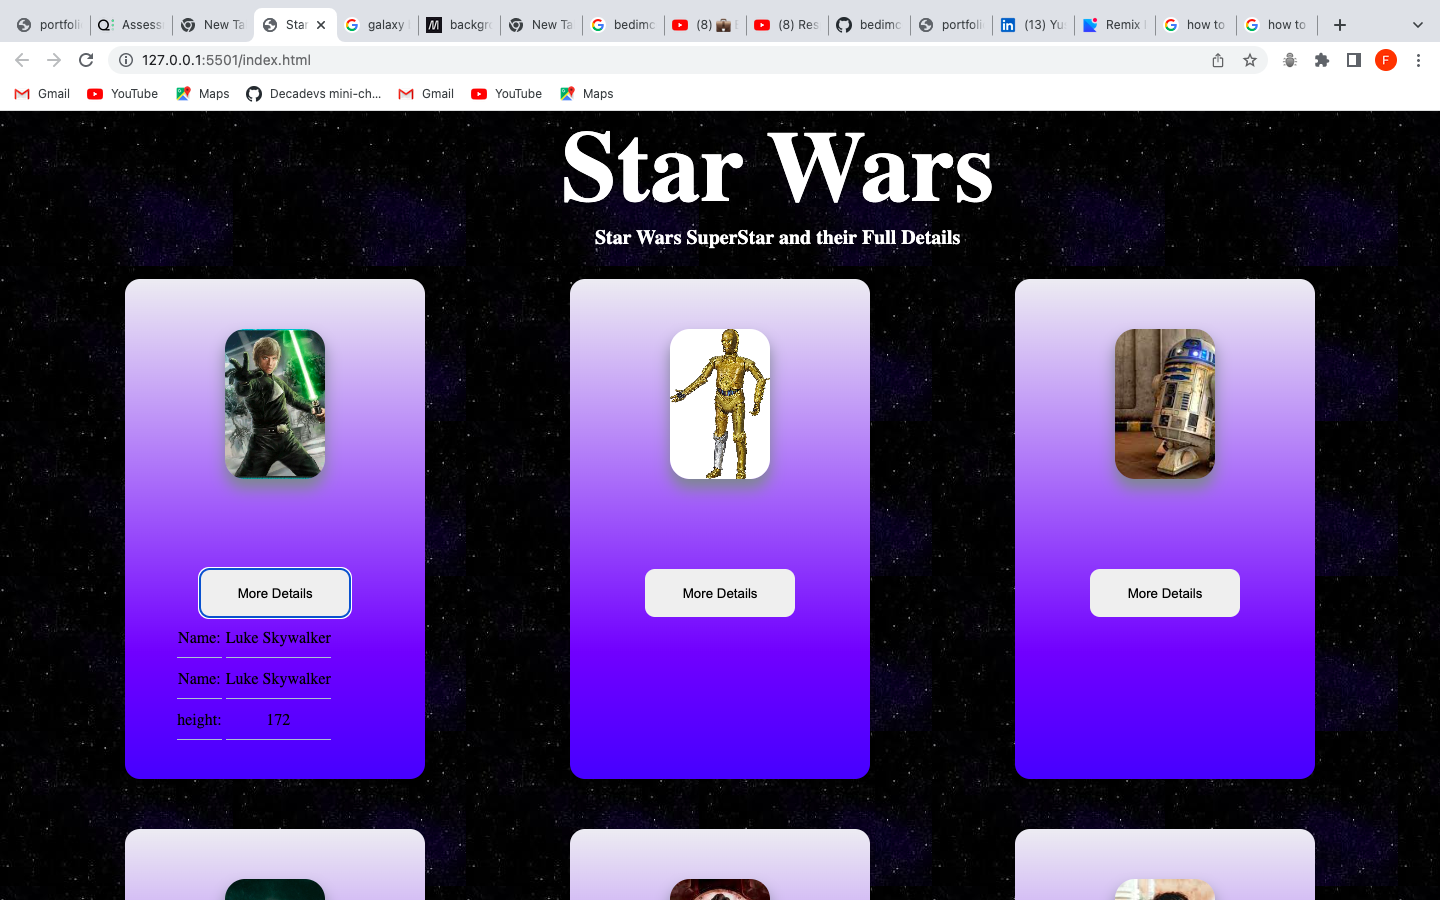 portfoli
Assess
New Ta
Star
galaxy
backgr
New Ta
bedimc
(8) E
(8) Res
bedimc
portfoli
(13) Yu
Remix
how to
how to
127.0.0.1:5501/index.html
F
Gmail
YouTube
Maps
Decadevs mini-ch...
Gmail
YouTube
Maps
Star Wars
Star Wars SuperStar and their Full Details
More Details
More Details
More Details
Name: Luke Skywalker
Name: Luke Skywalker
height: 172